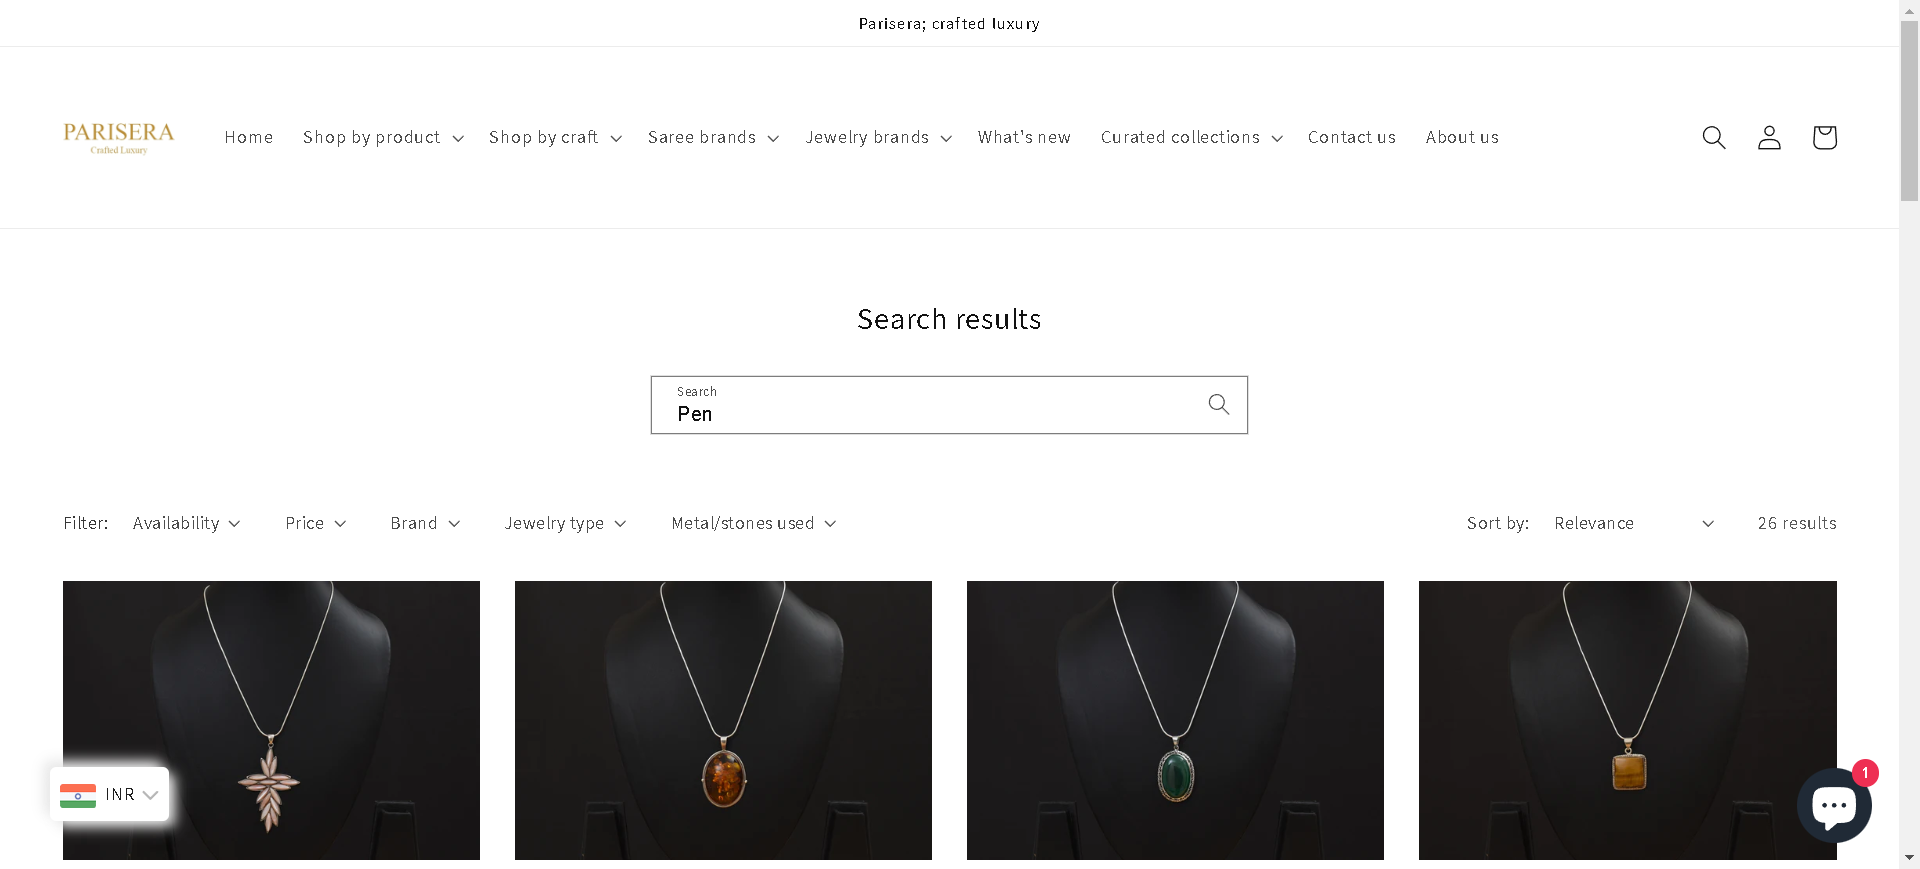 Parisera; crafted luxury
PARISERA
Crafted Luxury
Home
Shop by product
Shop by craft
Saree brands
Jewelry brands
What's new
Curated collections
Contact us
About us
Search results
Search
Pen
Filter:
Availability
Price
Brand
Jewelry type
Metal/stones used
Sort by:
Relevance
26 results
INR
1